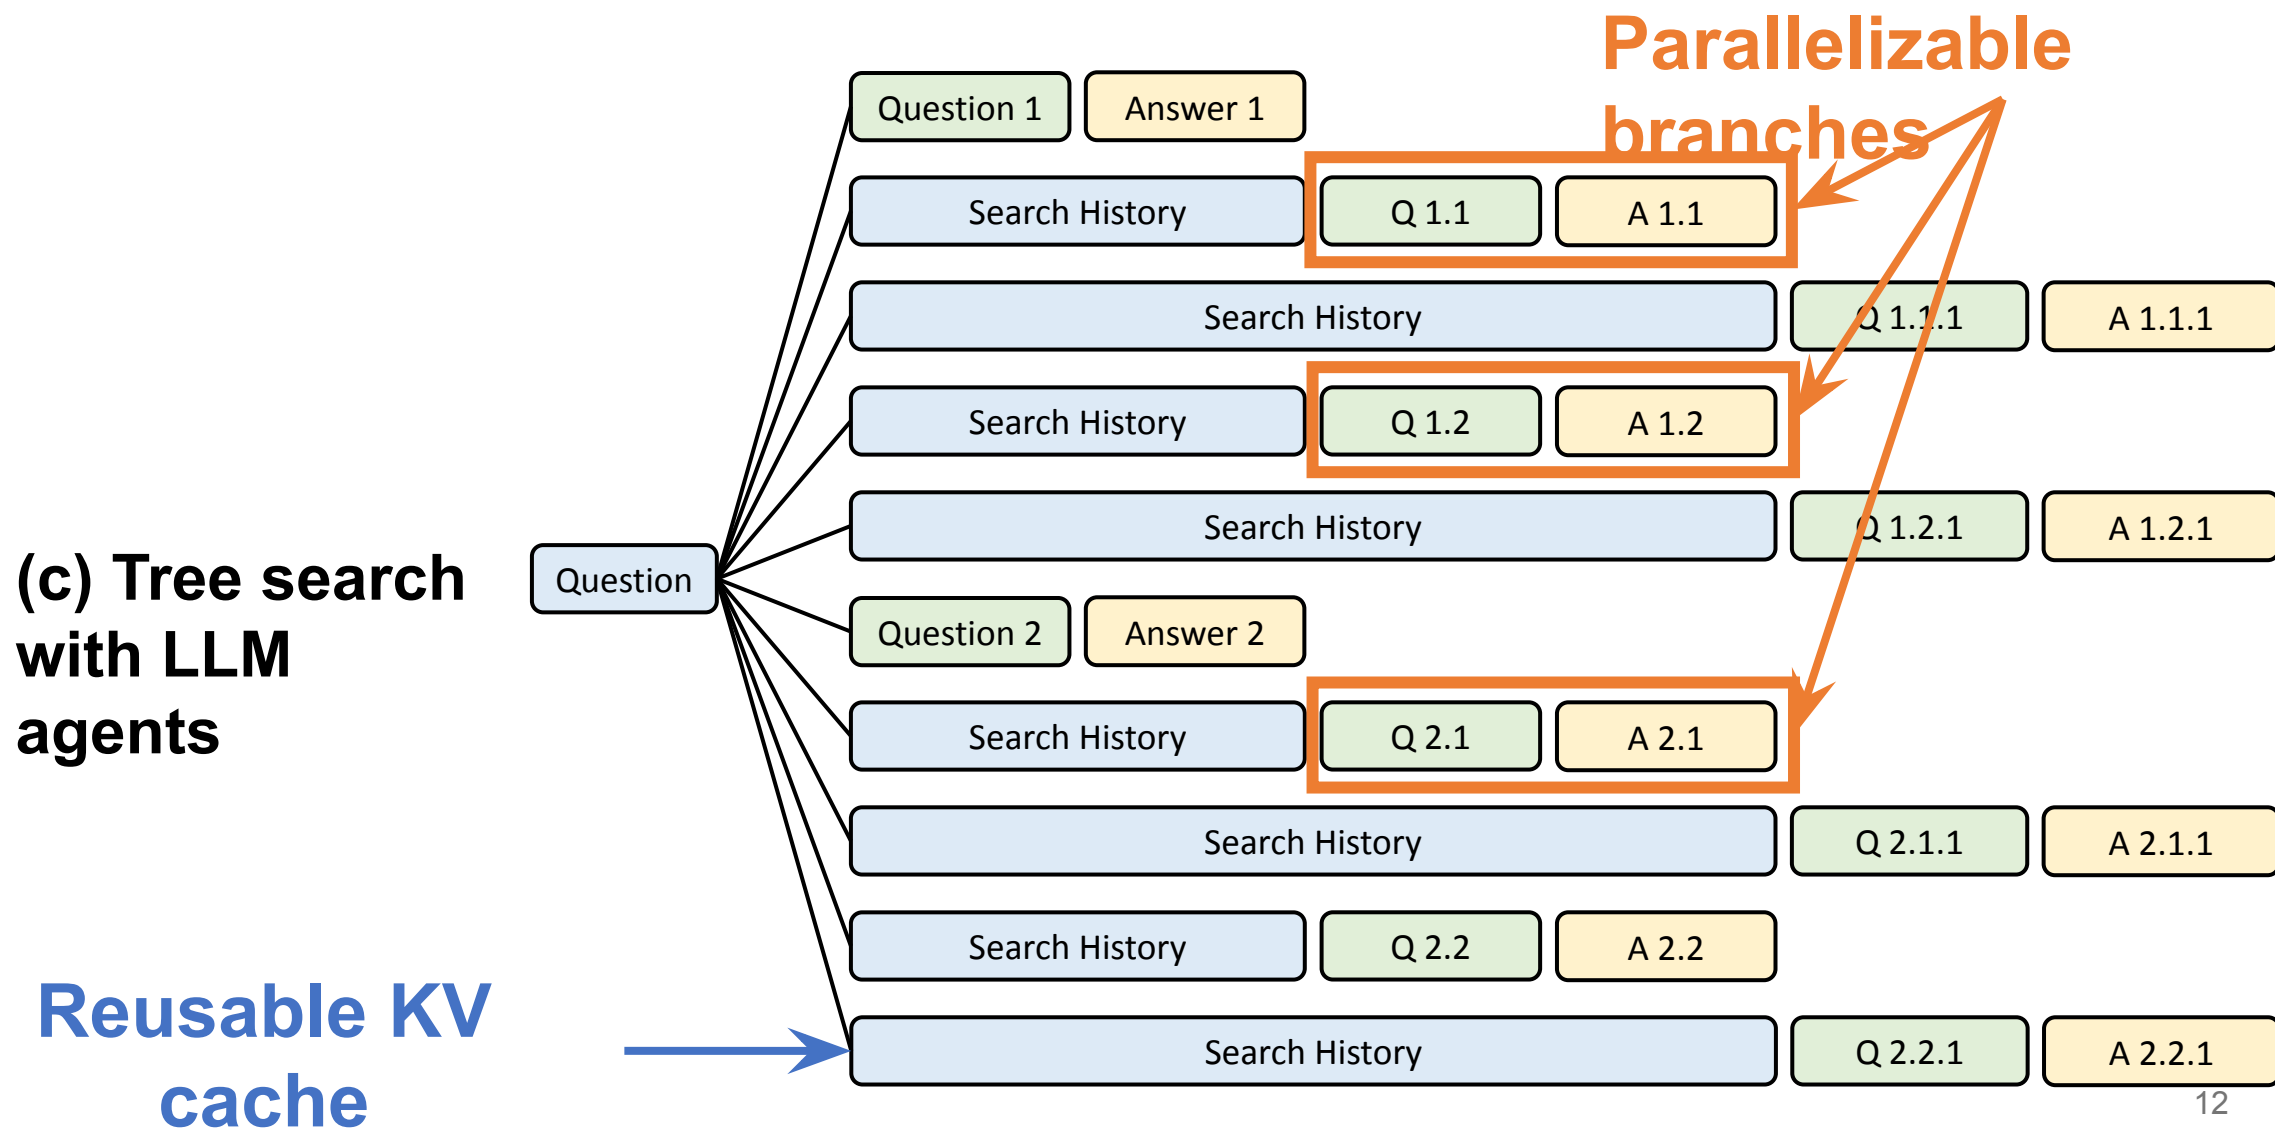 Parallelizable
branches
Question 1 Answer 1
Search History Q 1.1 A 1.1
Search History Q 1.1.1 A 1.1.1
Search History Q 1.2 A 1.2
Search History Q 1.2.1 A 1.2.1
(c) Tree search
with LLM
agents
Question
Question 2 Answer 2
Search History Q 2.1 A 2.1
Search History Q 2.1.1 A 2.1.1
Search History Q 2.2 A 2.2
Reusable KV
cache
Search History Q 2.2.1 A 2.2.1
12